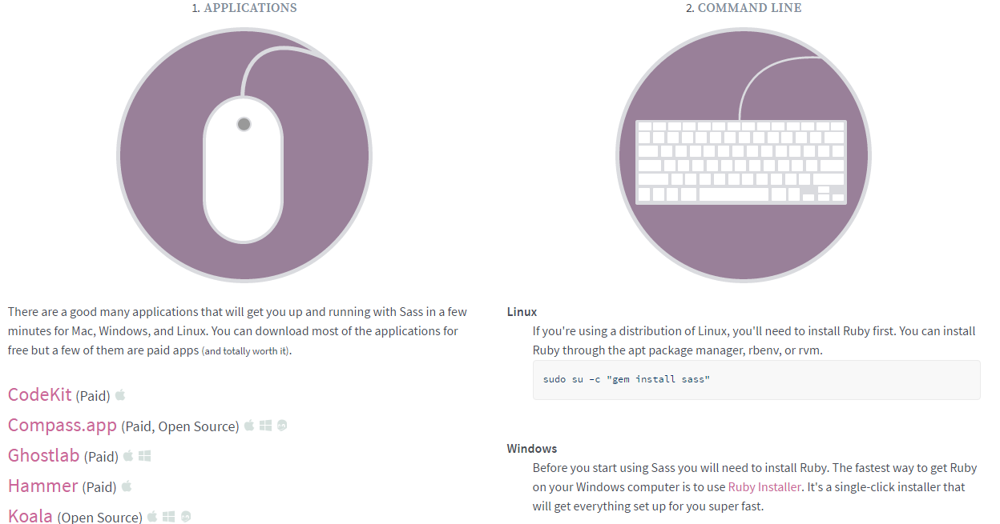 1. APPLICATIONS
There are a good many applications that will get you up and running with Sass in a few
minutes for Mac, Windows, and Linux. You can download most of the applications for
free but a few of them are paid apps (and totally worth it).
CodeKit (Paid)
Compass.app (Paid, Open Source)
Ghostlab (Paid)
Hammer (Paid)
Koala (Open Source)
2. COMMAND LINE
Linux
If you're using a distribution of Linux, you'll need to install Ruby first. You can install
Ruby through the apt package manager, rbenv, or rvm.
sudo su -c "gem install sass"
Windows
Before you start using Sass you will need to install Ruby. The fastest way to get Ruby
on your Windows computer is to use Ruby Installer. It's a single-click installer that
will get everything set up for you super fast.